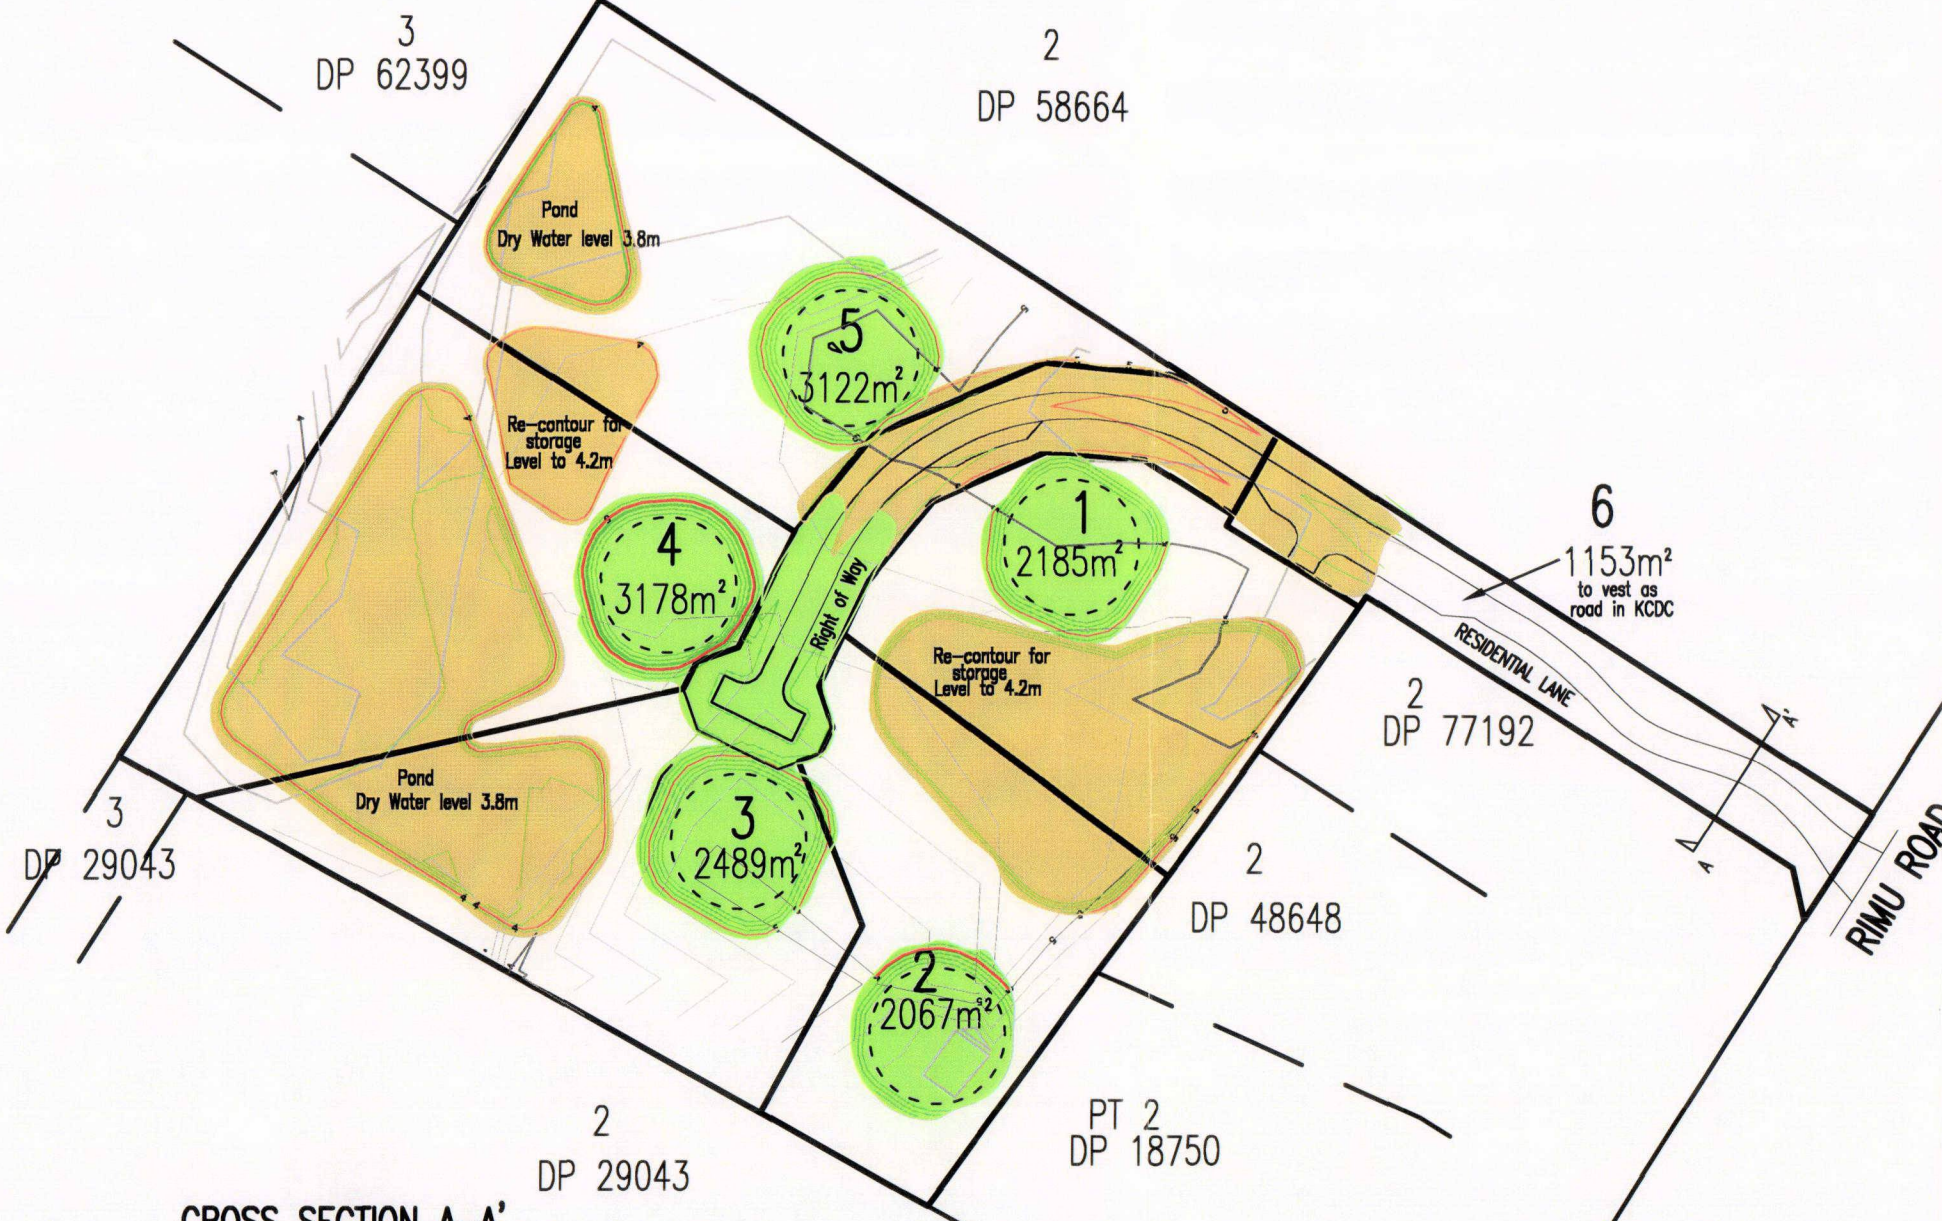 3
DP 62399
2
DP 58664
Pond
Dry Water level 3.8m
5
3122m²
Re-contour for
storage
Level to 4.2m
4
3178m²
1
2185m²
6
1153m²
to vest as
road in KCDC
Right of Way
RESIDENTIAL LANE
Re-contour for
storage
Level to 4.2m
2
DP 77192
A'
A
RIMU ROAD
Pond
Dry Water level 3.8m
3
2489m²
3
DP 29043
2
DP 48648
2
2067m²
PT 2
DP 18750
2
DP 29043
CROSS SECTION A-A'